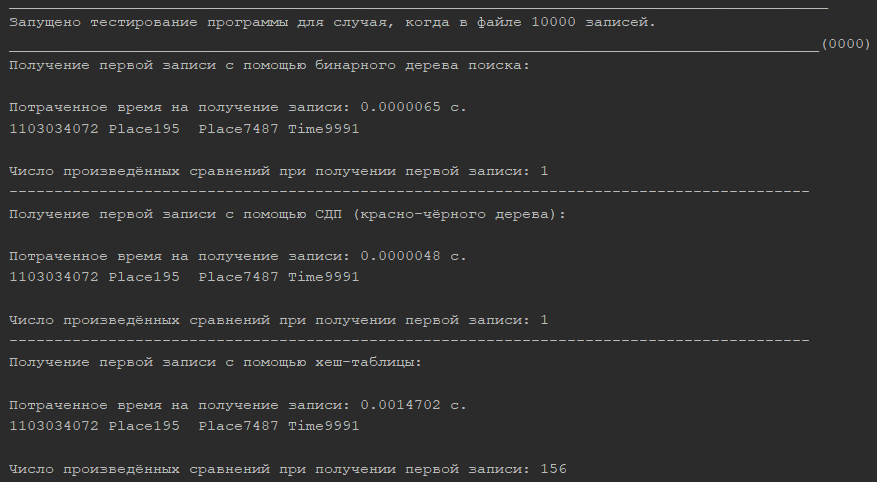 Запущено тестирование программы для случая, когда в файле 10000 записей.
(0000)
Получение первой записи с помощью бинарного дерева поиска:
Потраченное время на получение записи: 0.0000065 с.
1103034072 Place195  Place7487 Time9991
Число произведённых сравнений при получении первой записи: 1
Получение первой записи с помощью СДП (красно-чёрного дерева):
Потраченное время на получение записи: 0.0000048 с.
1103034072 Place195  Place7487 Time9991
Число произведённых сравнений при получении первой записи: 1
Получение первой записи с помощью хеш-таблицы:
Потраченное время на получение записи: 0.0014702 с.
1103034072 Place195  Place7487 Time9991
Число произведённых сравнений при получении первой записи: 156